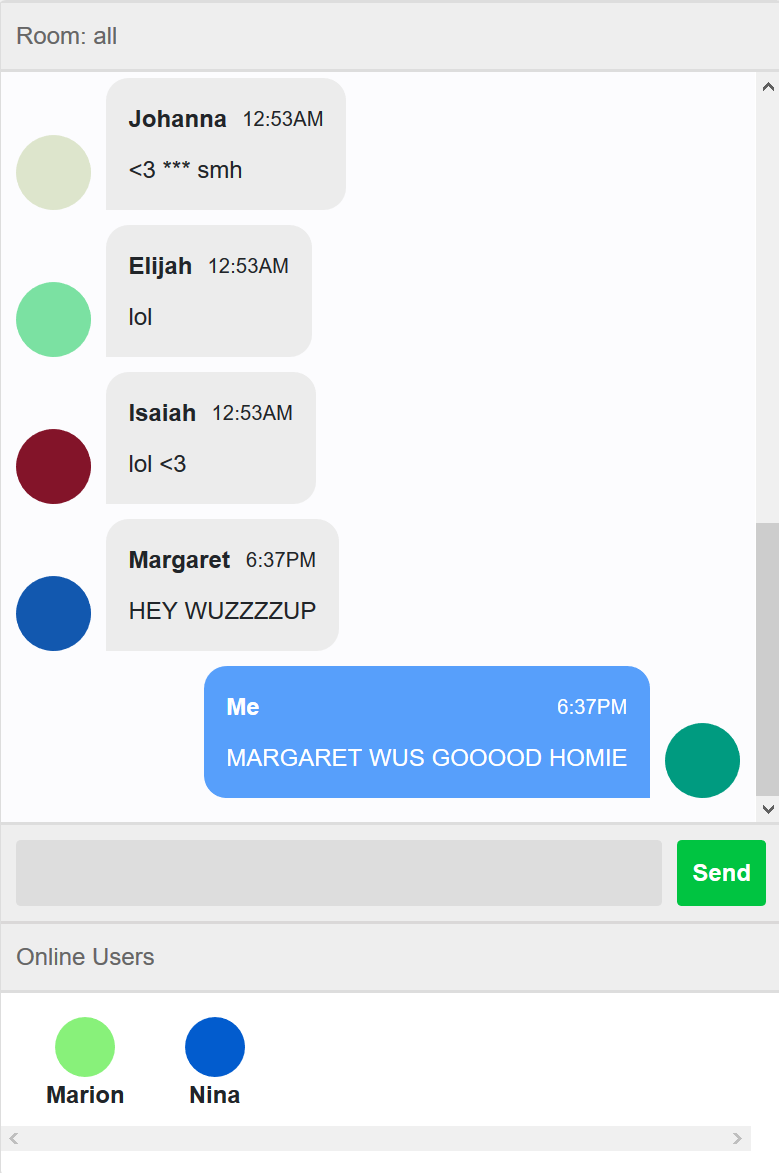 Room: all
Johanna 12:53AM
<3 *** smh
Elijah 12:53AM
lol
Isaiah 12:53AM
lol <3
Margaret 6:37PM
HEY WUZZZZUP
Me 6:37PM
MARGARET WUS GOOOOD HOMIE
Send
Online Users
Marion Nina